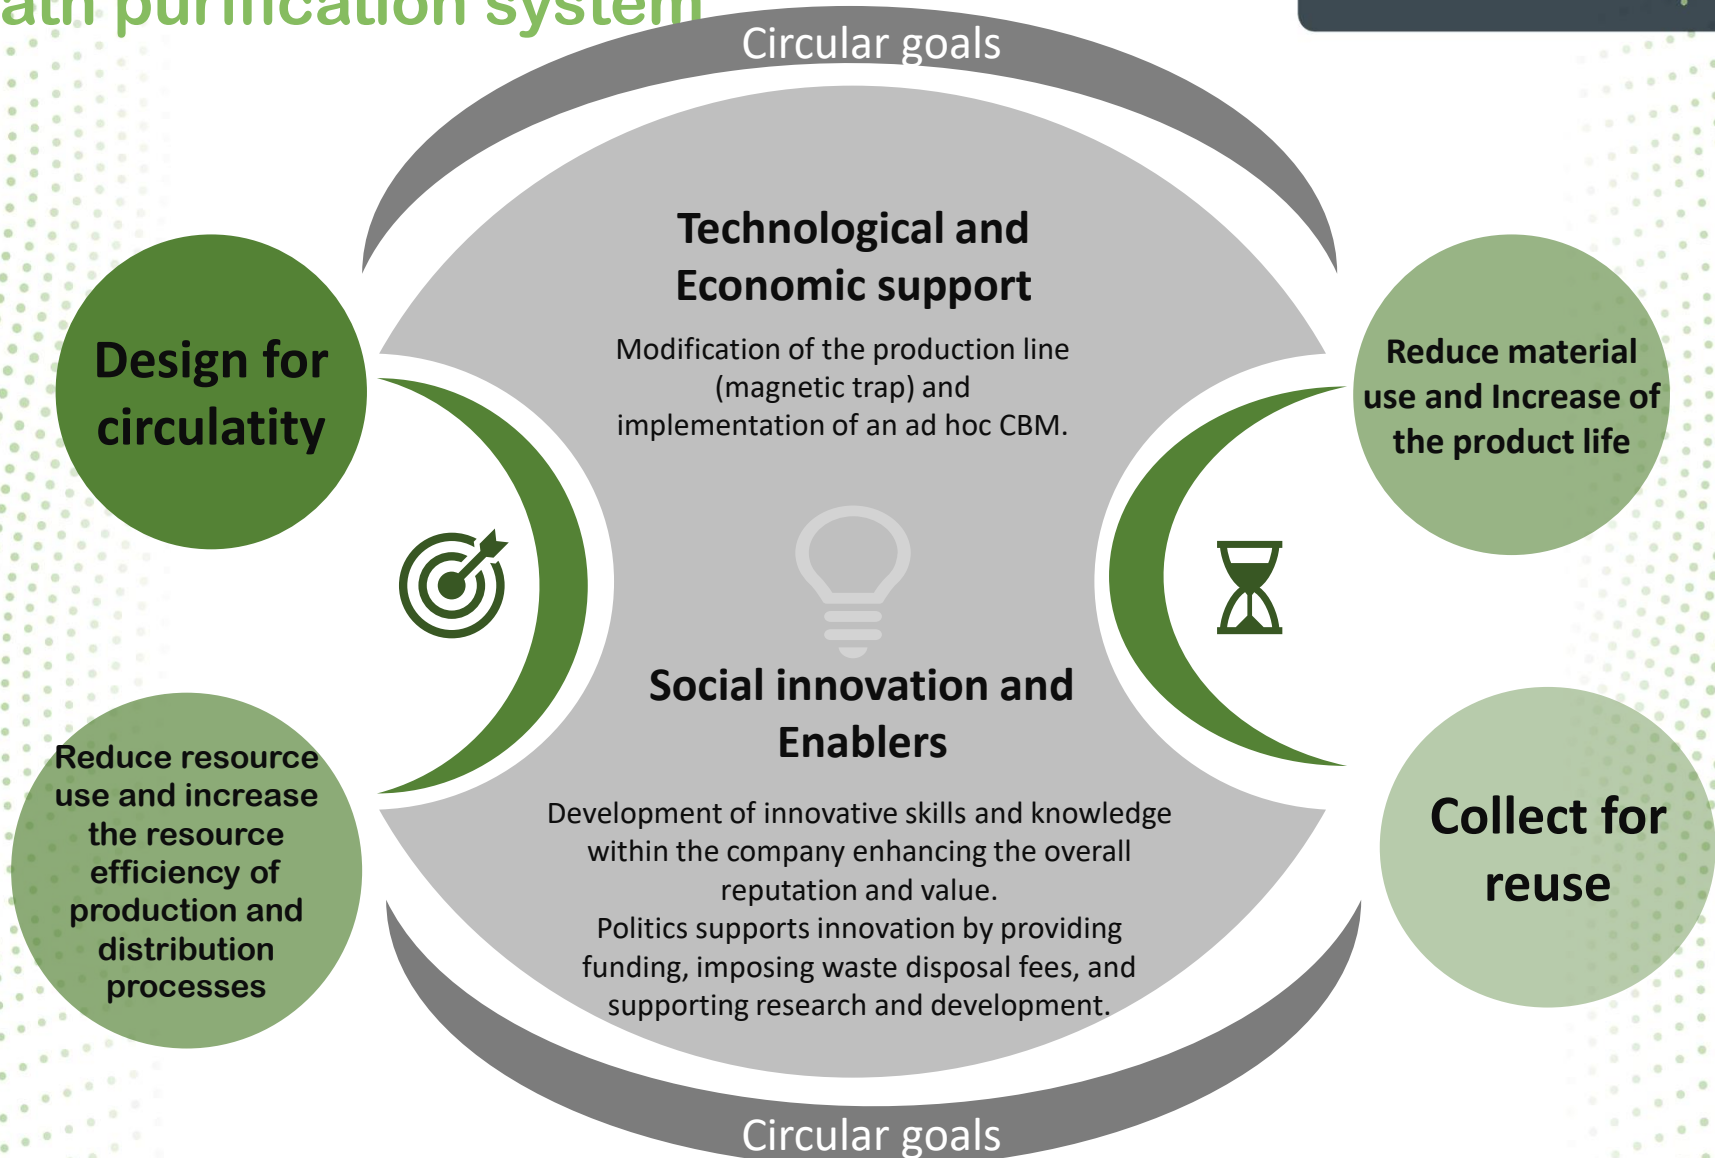 purification system
Circular goals
Technological and
Economic support
Modification of the production line
(magnetic trap) and
implementation of an ad hoc CBM.
Design for
circulatity
Reduce material
use and Increase of
the product life
Social innovation and
Enablers
Development of innovative skills and knowledge
within the company enhancing the overall
reputation and value.
Politics supports innovation by providing
funding, imposing waste disposal fees, and
supporting research and development.
Reduce resource
use and increase
the resource
efficiency of
production and
distribution
processes
Collect for
reuse
Circular goals